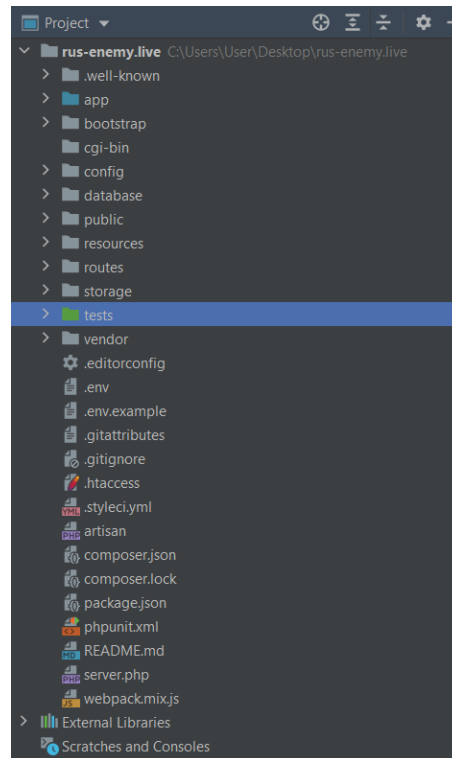 Project
rus-enemy.live C:\Users\User\Desktop\rus-enemy.live
.well-known
app
bootstrap
cgi-bin
config
database
public
resources
routes
storage
tests
vendor
.editorconfig
.env
.env.example
.gitattributes
.gitignore
.htaccess
.styleci.yml
artisan
composer.json
composer.lock
package.json
phpunit.xml
README.md
server.php
webpack.mix.js
External Libraries
Scratches and Consoles